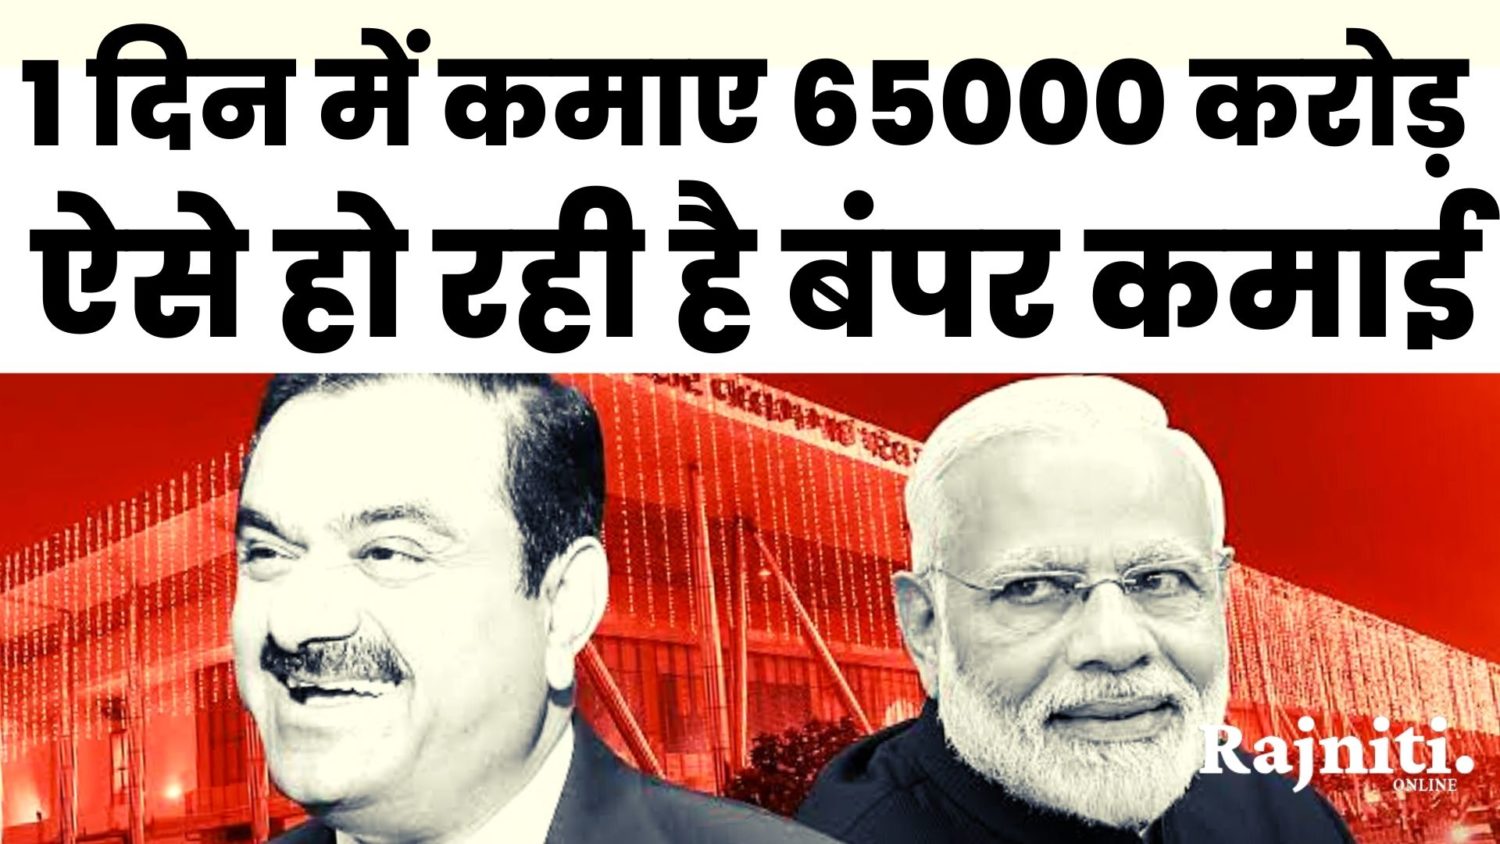 1 दिन में कमाए 65000 करोड़
ऐसे हो रही है बंपर कमाई
Rajniti.
ONLINE